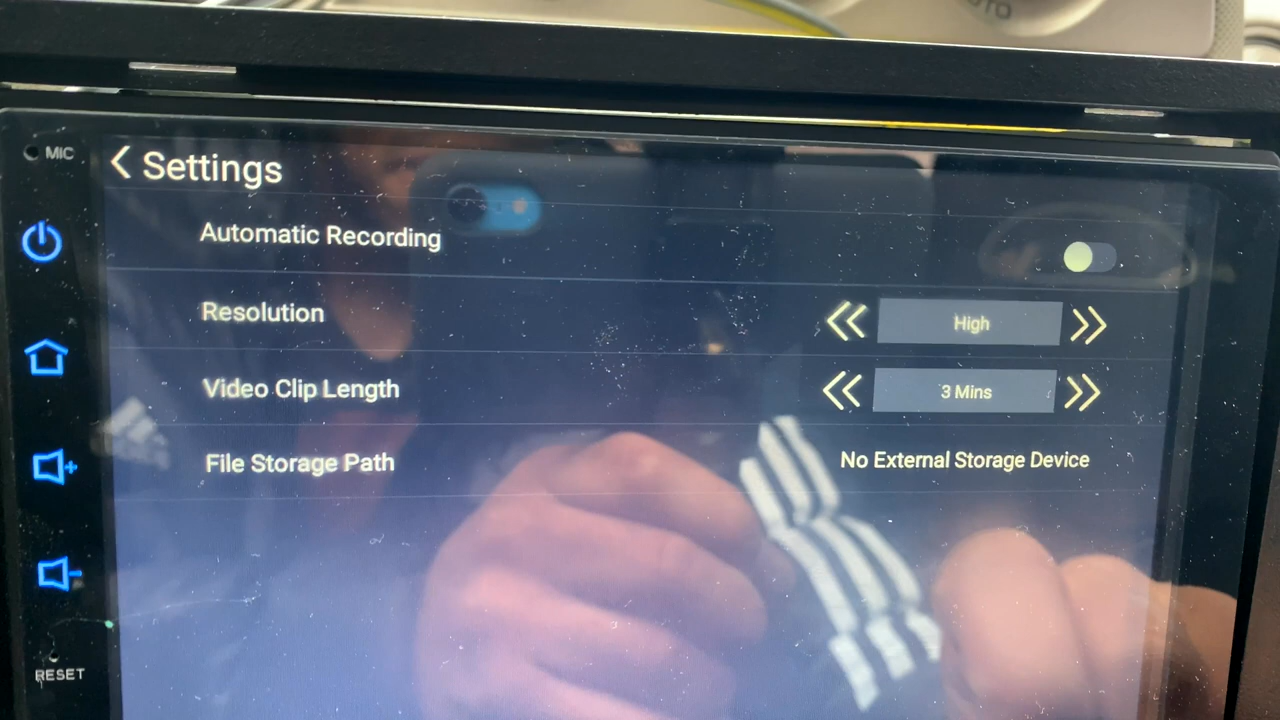 MIC
Settings
Automatic Recording
Resolution
High
Video Clip Length
3 Mins
File Storage Path
No External Storage Device
RESET